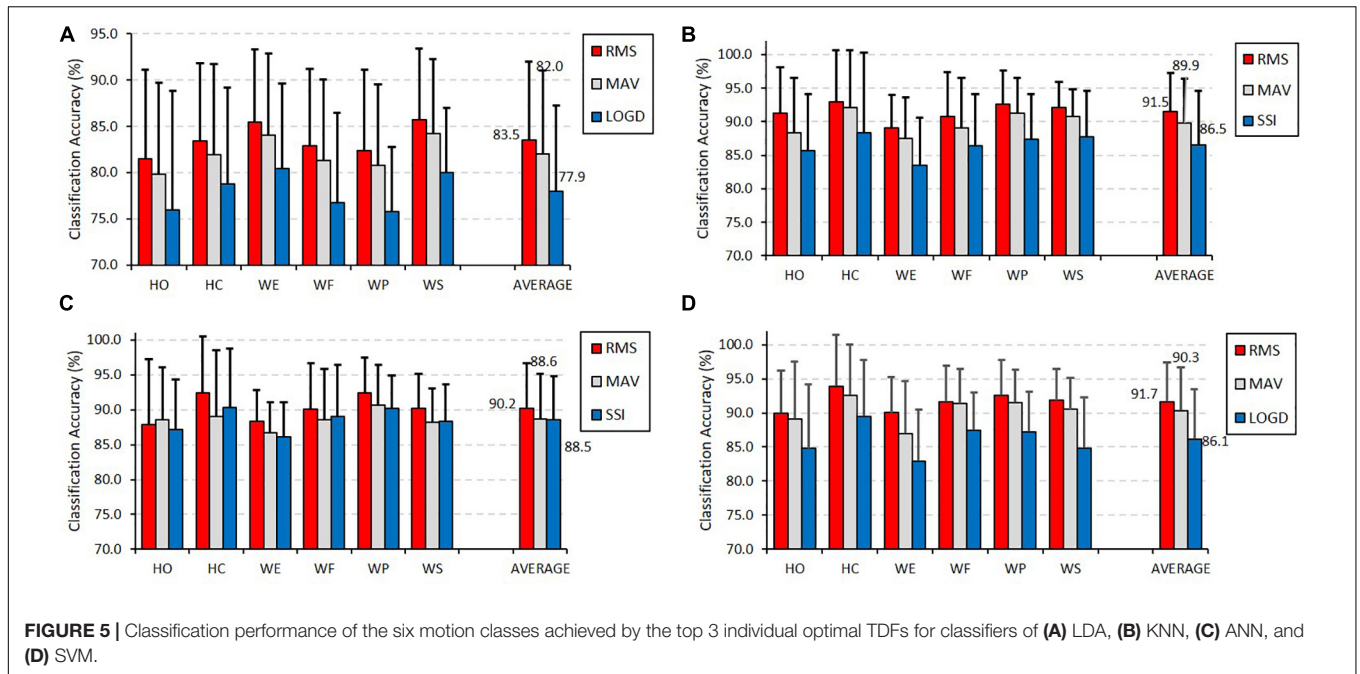 A
Classification Accuracy (%)
95.0
90.0
85.0
80.0
75.0
70.0
HO HC WE WF WP WS AVERAGE
83.5
82.0
77.9
RMS
MAV
LOGD
B
Classification Accuracy (%)
100.0
95.0
90.0
85.0
80.0
75.0
70.0
HO HC WE WF WP WS AVERAGE
91.5
89.9
86.5
RMS
MAV
SSI
C
Classification Accuracy (%)
100.0
95.0
90.0
85.0
80.0
75.0
70.0
HO HC WE WF WP WS AVERAGE
90.2
88.6
88.5
RMS
MAV
SSI
D
Classification Accuracy (%)
100.0
95.0
90.0
85.0
80.0
75.0
70.0
HO HC WE WF WP WS AVERAGE
91.7
90.3
86.1
RMS
MAV
LOGD
FIGURE 5 | Classification performance of the six motion classes achieved by the top 3 individual optimal TDFs for classifiers of (A) LDA, (B) KNN, (C) ANN, and
(D) SVM.